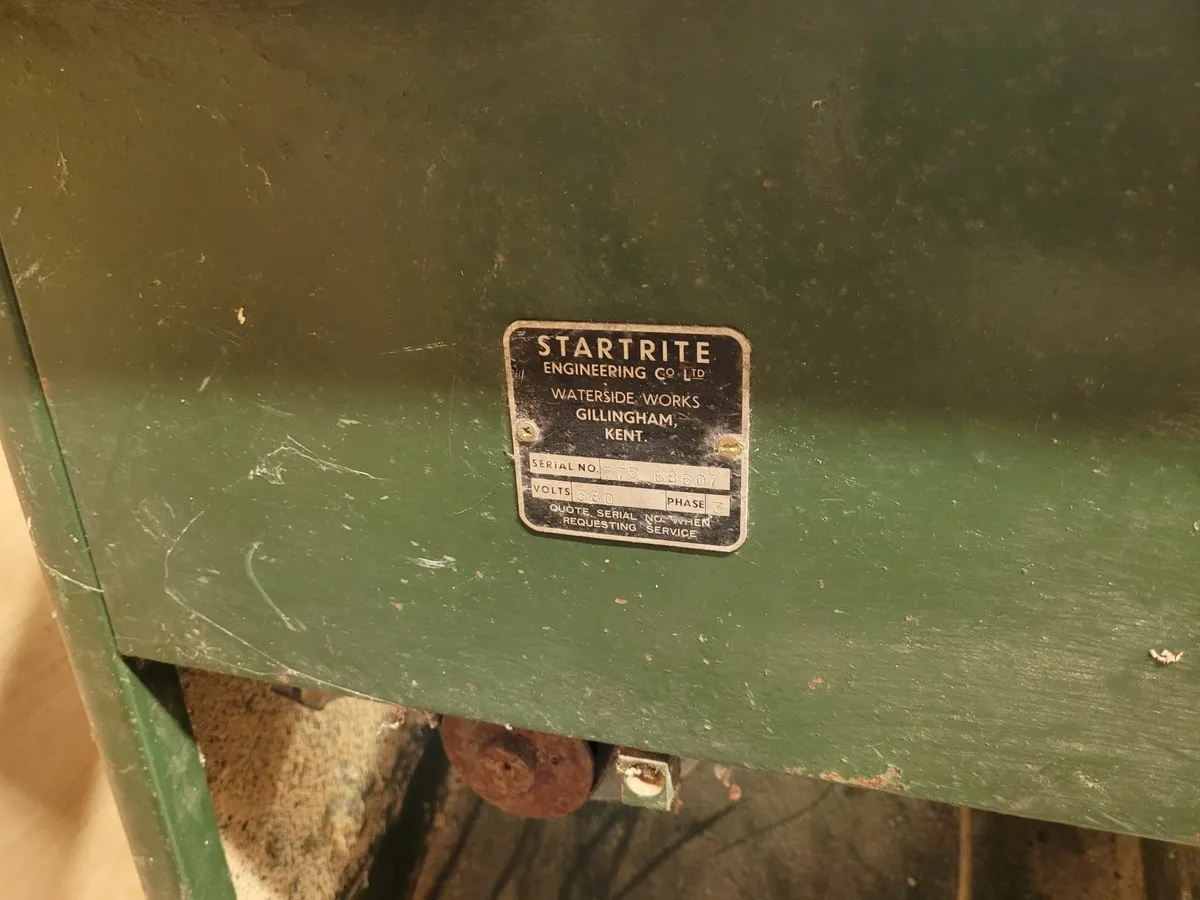 STARTRITE
ENGINEERING Cº LTD
WATERSIDE WORKS
GILLINGHAM,
KENT.
SERIAL NO.
VOLTS 380 PHASE 3
QUOTE SERIAL NO. WHEN
REQUESTING SERVICE